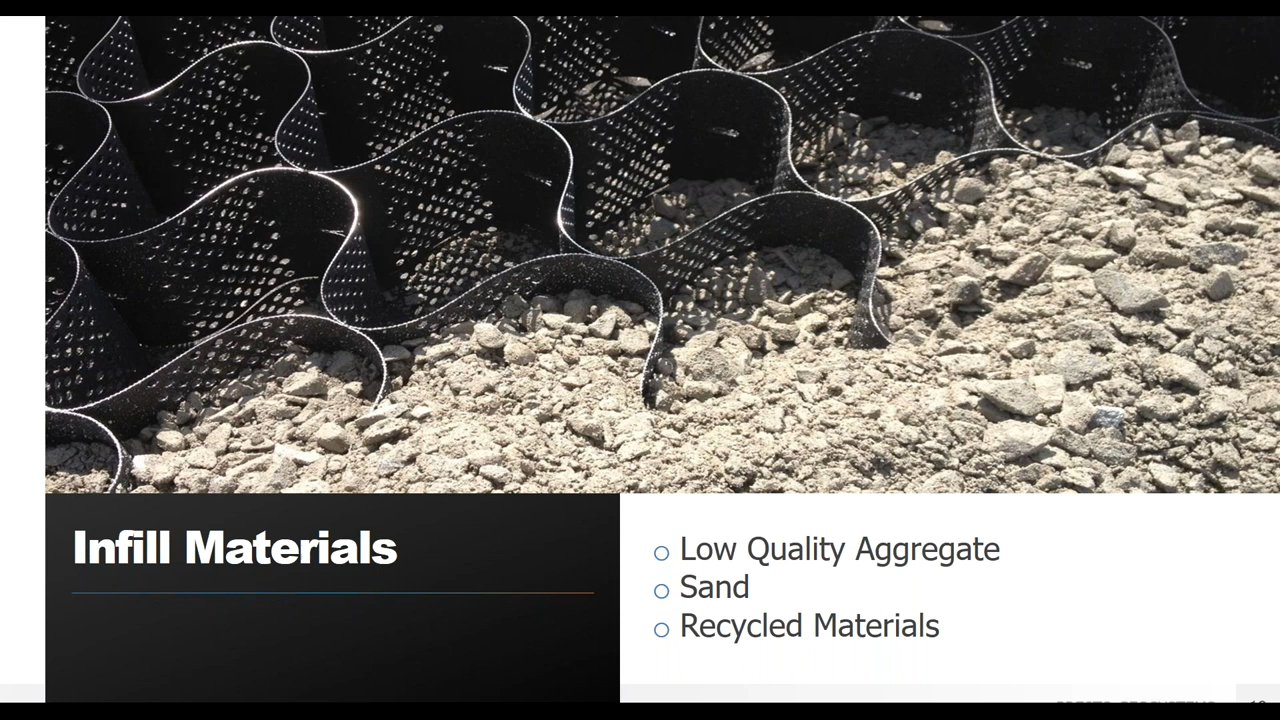 Infill Materials
Low Quality Aggregate
Sand
Recycled Materials